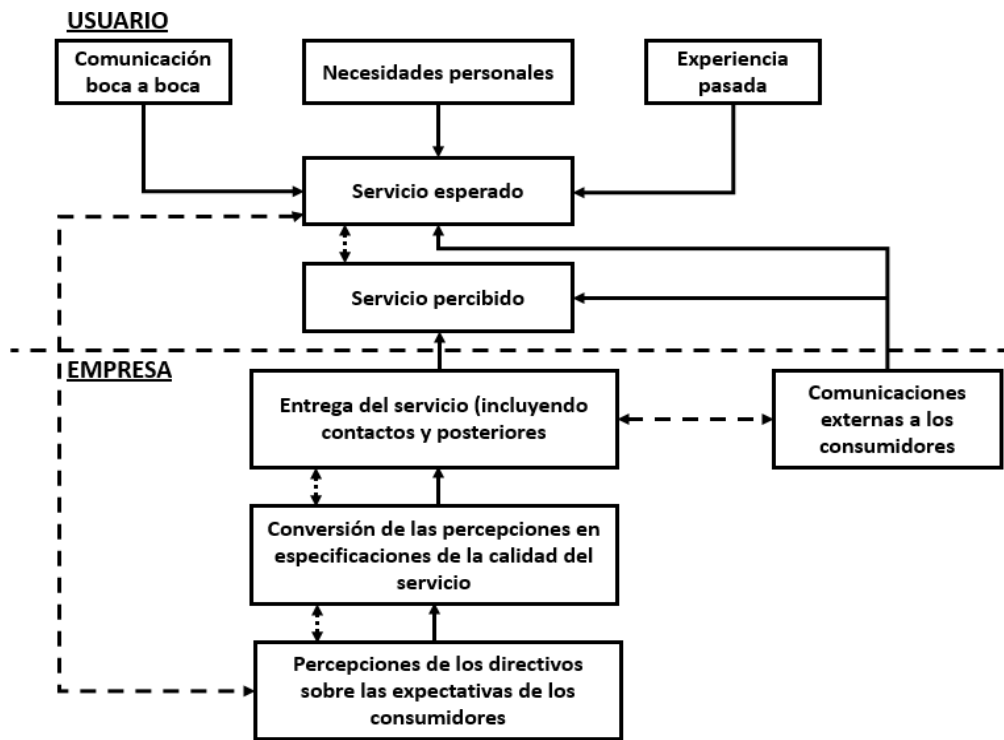 USUARIO
Comunicación
boca a boca
Necesidades personales
Experiencia
pasada
Servicio esperado
Servicio percibido
EMPRESA
Entrega del servicio (incluyendo
contactos y posteriores
Comunicaciones
externas a los
consumidores
Conversión de las percepciones en
especificaciones de la calidad del
servicio
Percepciones de los directivos
sobre las expectativas de los
consumidores